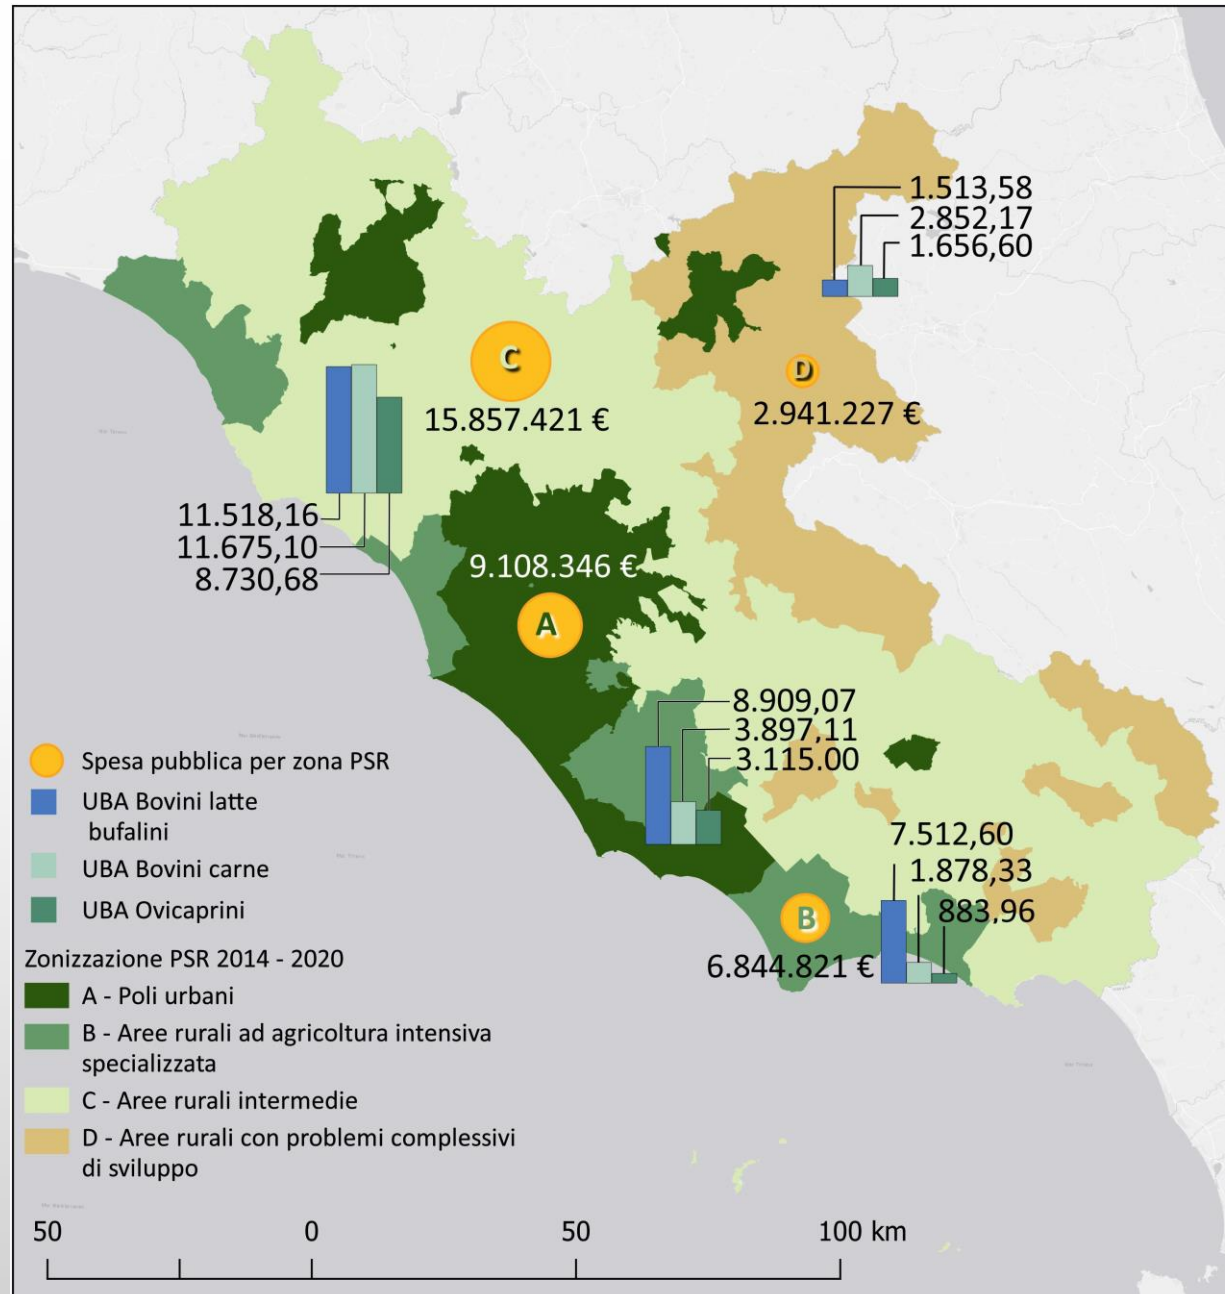 1.513,58
2.852,17
1.656,60
C
15.857.421 €
D
2.941.227 €
11.518,16
11.675,10
8.730,68
9.108.346 €
A
8.909,07
3.897,11
3.115.00
7.512,60
1.878,33
883,96
B
6.844.821 €
Spesa pubblica per zona PSR
UBA Bovini latte
bufalini
UBA Bovini carne
UBA Ovicaprini
Zonizzazione PSR 2014 - 2020
A - Poli urbani
B - Aree rurali ad agricoltura intensiva
specializzata
C - Aree rurali intermedie
D - Aree rurali con problemi complessivi
di sviluppo
50 0 50 100 km